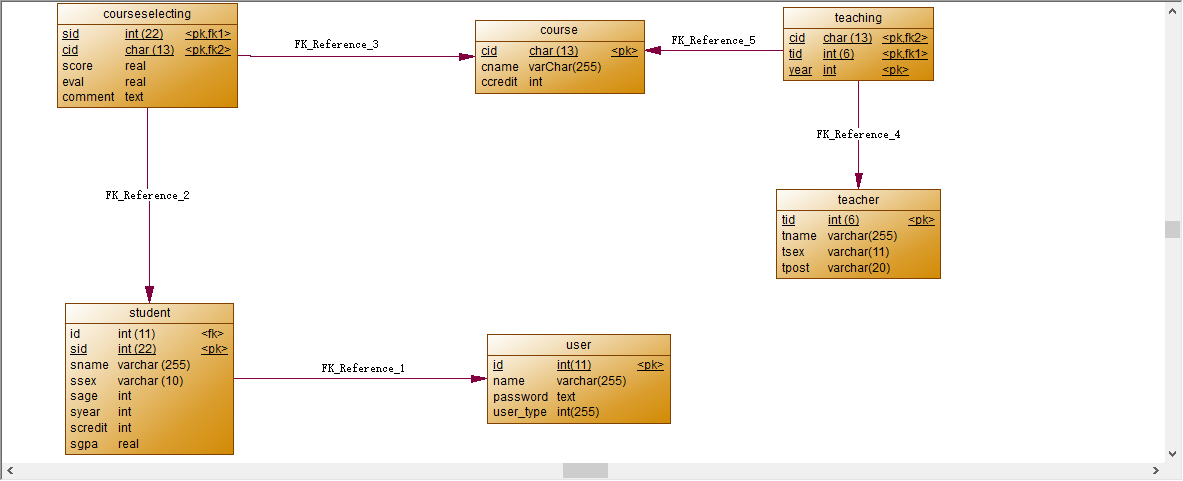 courseselecting
sid int (22) <pk,fk1>
cid char (13) <pk,fk2>
score real
eval real
comment text
FK_Reference_3
course
cid char (13) <pk>
cname varChar(255)
ccredit int
FK_Reference_5
teaching
cid char (13) <pk,fk2>
tid int (6) <pk,fk1>
year int <pk>
FK_Reference_4
FK_Reference_2
teacher
tid int (6) <pk>
tname varchar(255)
tsex varchar(11)
tpost varchar(20)
student
id int (11) <fk>
sid int (22) <pk>
sname varchar (255)
ssex varchar (10)
sage int
syear int
scredit int
sgpa real
FK_Reference_1
user
id int(11) <pk>
name varchar(255)
password text
user_type int(255)